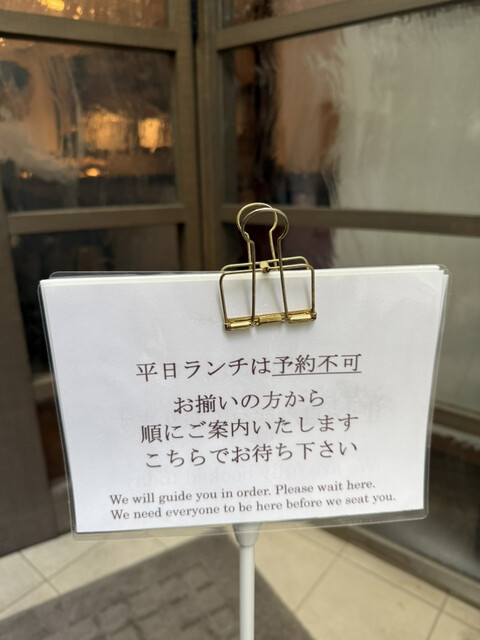 平日ランチは予約不可
お揃いの方から
順にご案内いたします
こちらでお待ち下さい
We will guide you in order. Please wait here.
We need everyone to be here before we seat you.